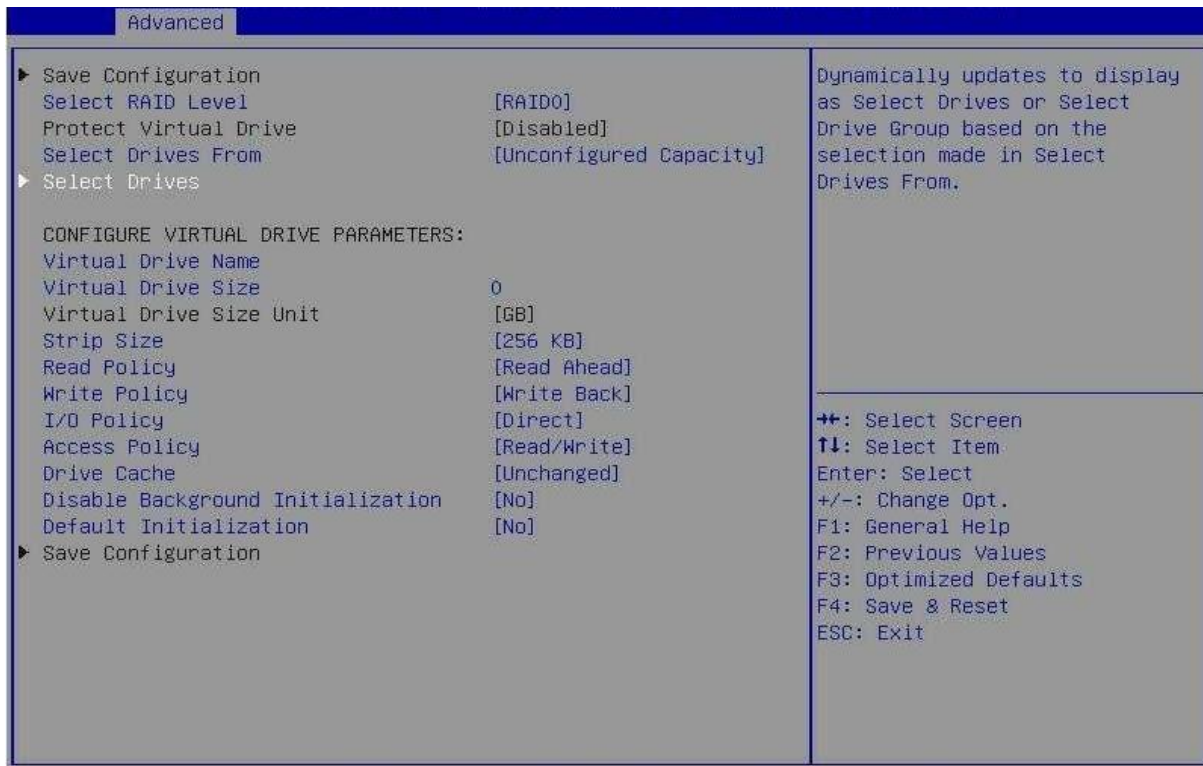 Advanced
▶ Save Configuration
Select RAID Level [RAID0]
Protect Virtual Drive [Disabled]
Select Drives From [Unconfigured Capacity]
▶ Select Drives
CONFIGURE VIRTUAL DRIVE PARAMETERS:
Virtual Drive Name
Virtual Drive Size 0
Virtual Drive Size Unit [GB]
Strip Size [256 KB]
Read Policy [Read Ahead]
Write Policy [Write Back]
I/O Policy [Direct]
Access Policy [Read/Write]
Drive Cache [Unchanged]
Disable Background Initialization [No]
Default Initialization [No]
▶ Save Configuration
Dynamically updates to display
as Select Drives or Select
Drive Group based on the
selection made in Select
Drives From.
→←: Select Screen
↑↓: Select Item
Enter: Select
+/-: Change Opt.
F1: General Help
F2: Previous Values
F3: Optimized Defaults
F4: Save & Reset
ESC: Exit